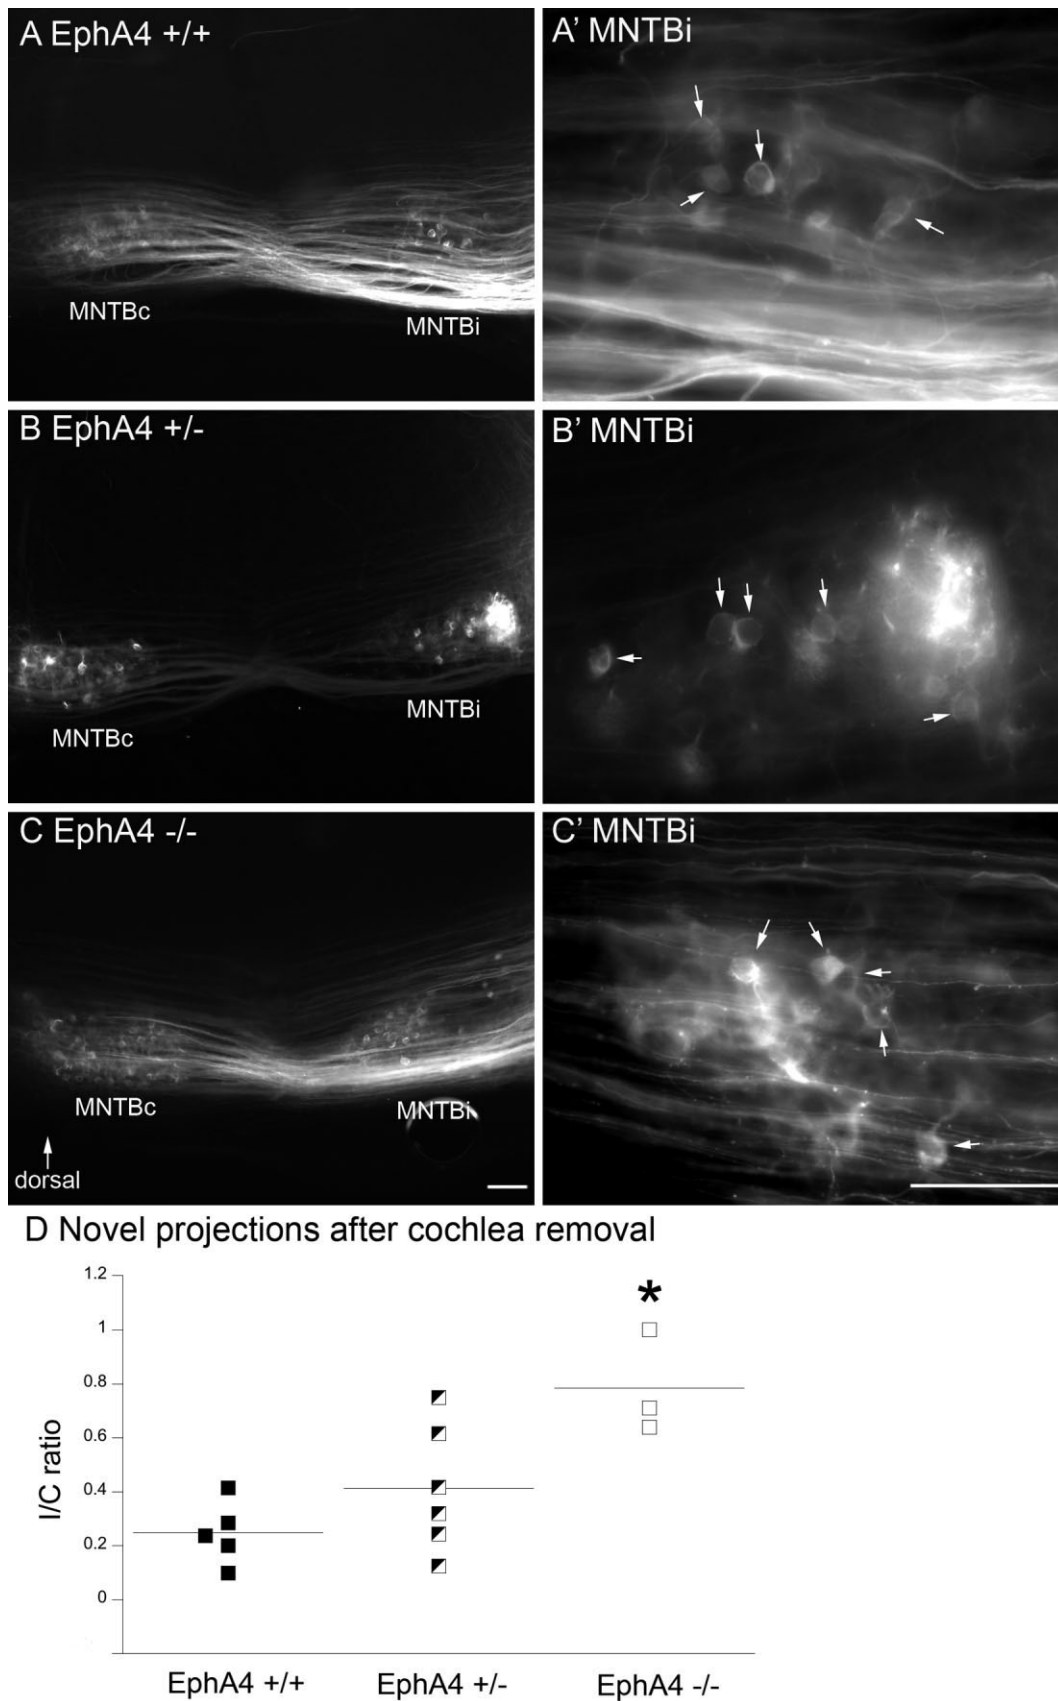 A EphA4 +/+
A' MNTBi
MNTBc
MNTBi
B EphA4 +/-
B' MNTBi
MNTBc
MNTBi
C EphA4 -/-
C' MNTBi
MNTBc
MNTBi
dorsal
D Novel projections after cochlea removal
1.2
*
1
0.8
0.6
0.4
0.2
0
I/C ratio
EphA4 +/+
EphA4 +/-
EphA4 -/-